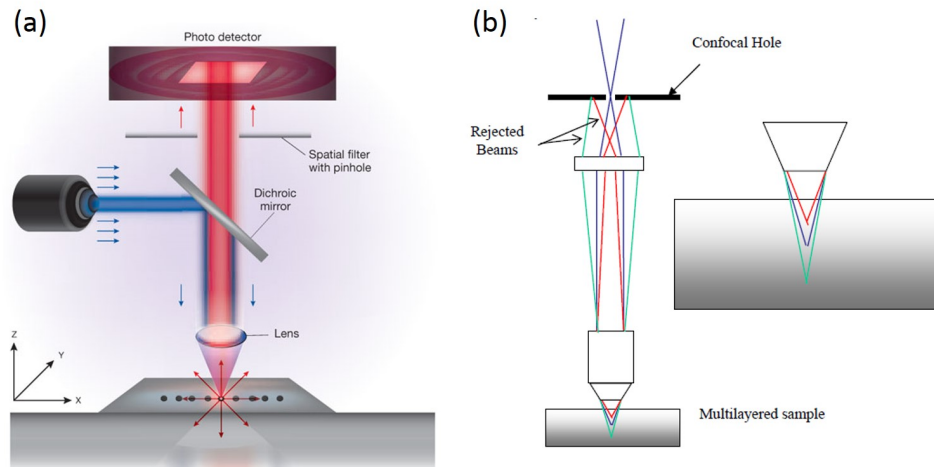 (a)
Photo detector
Spatial filter
with pinhole
Dichroic
mirror
Lens
Z
Y
X
(b)
Confocal Hole
Rejected
Beams
Multilayered sample